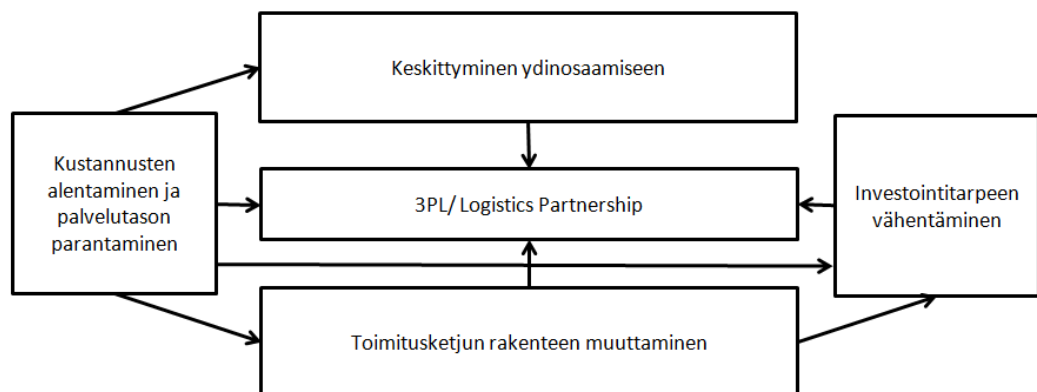 Keskittyminen ydinosaamiseen
Kustannusten
alentaminen ja
palvelutason
parantaminen
3PL/ Logistics Partnership
Investointitarpeen
vähentäminen
Toimitusketjun rakenteen muuttaminen